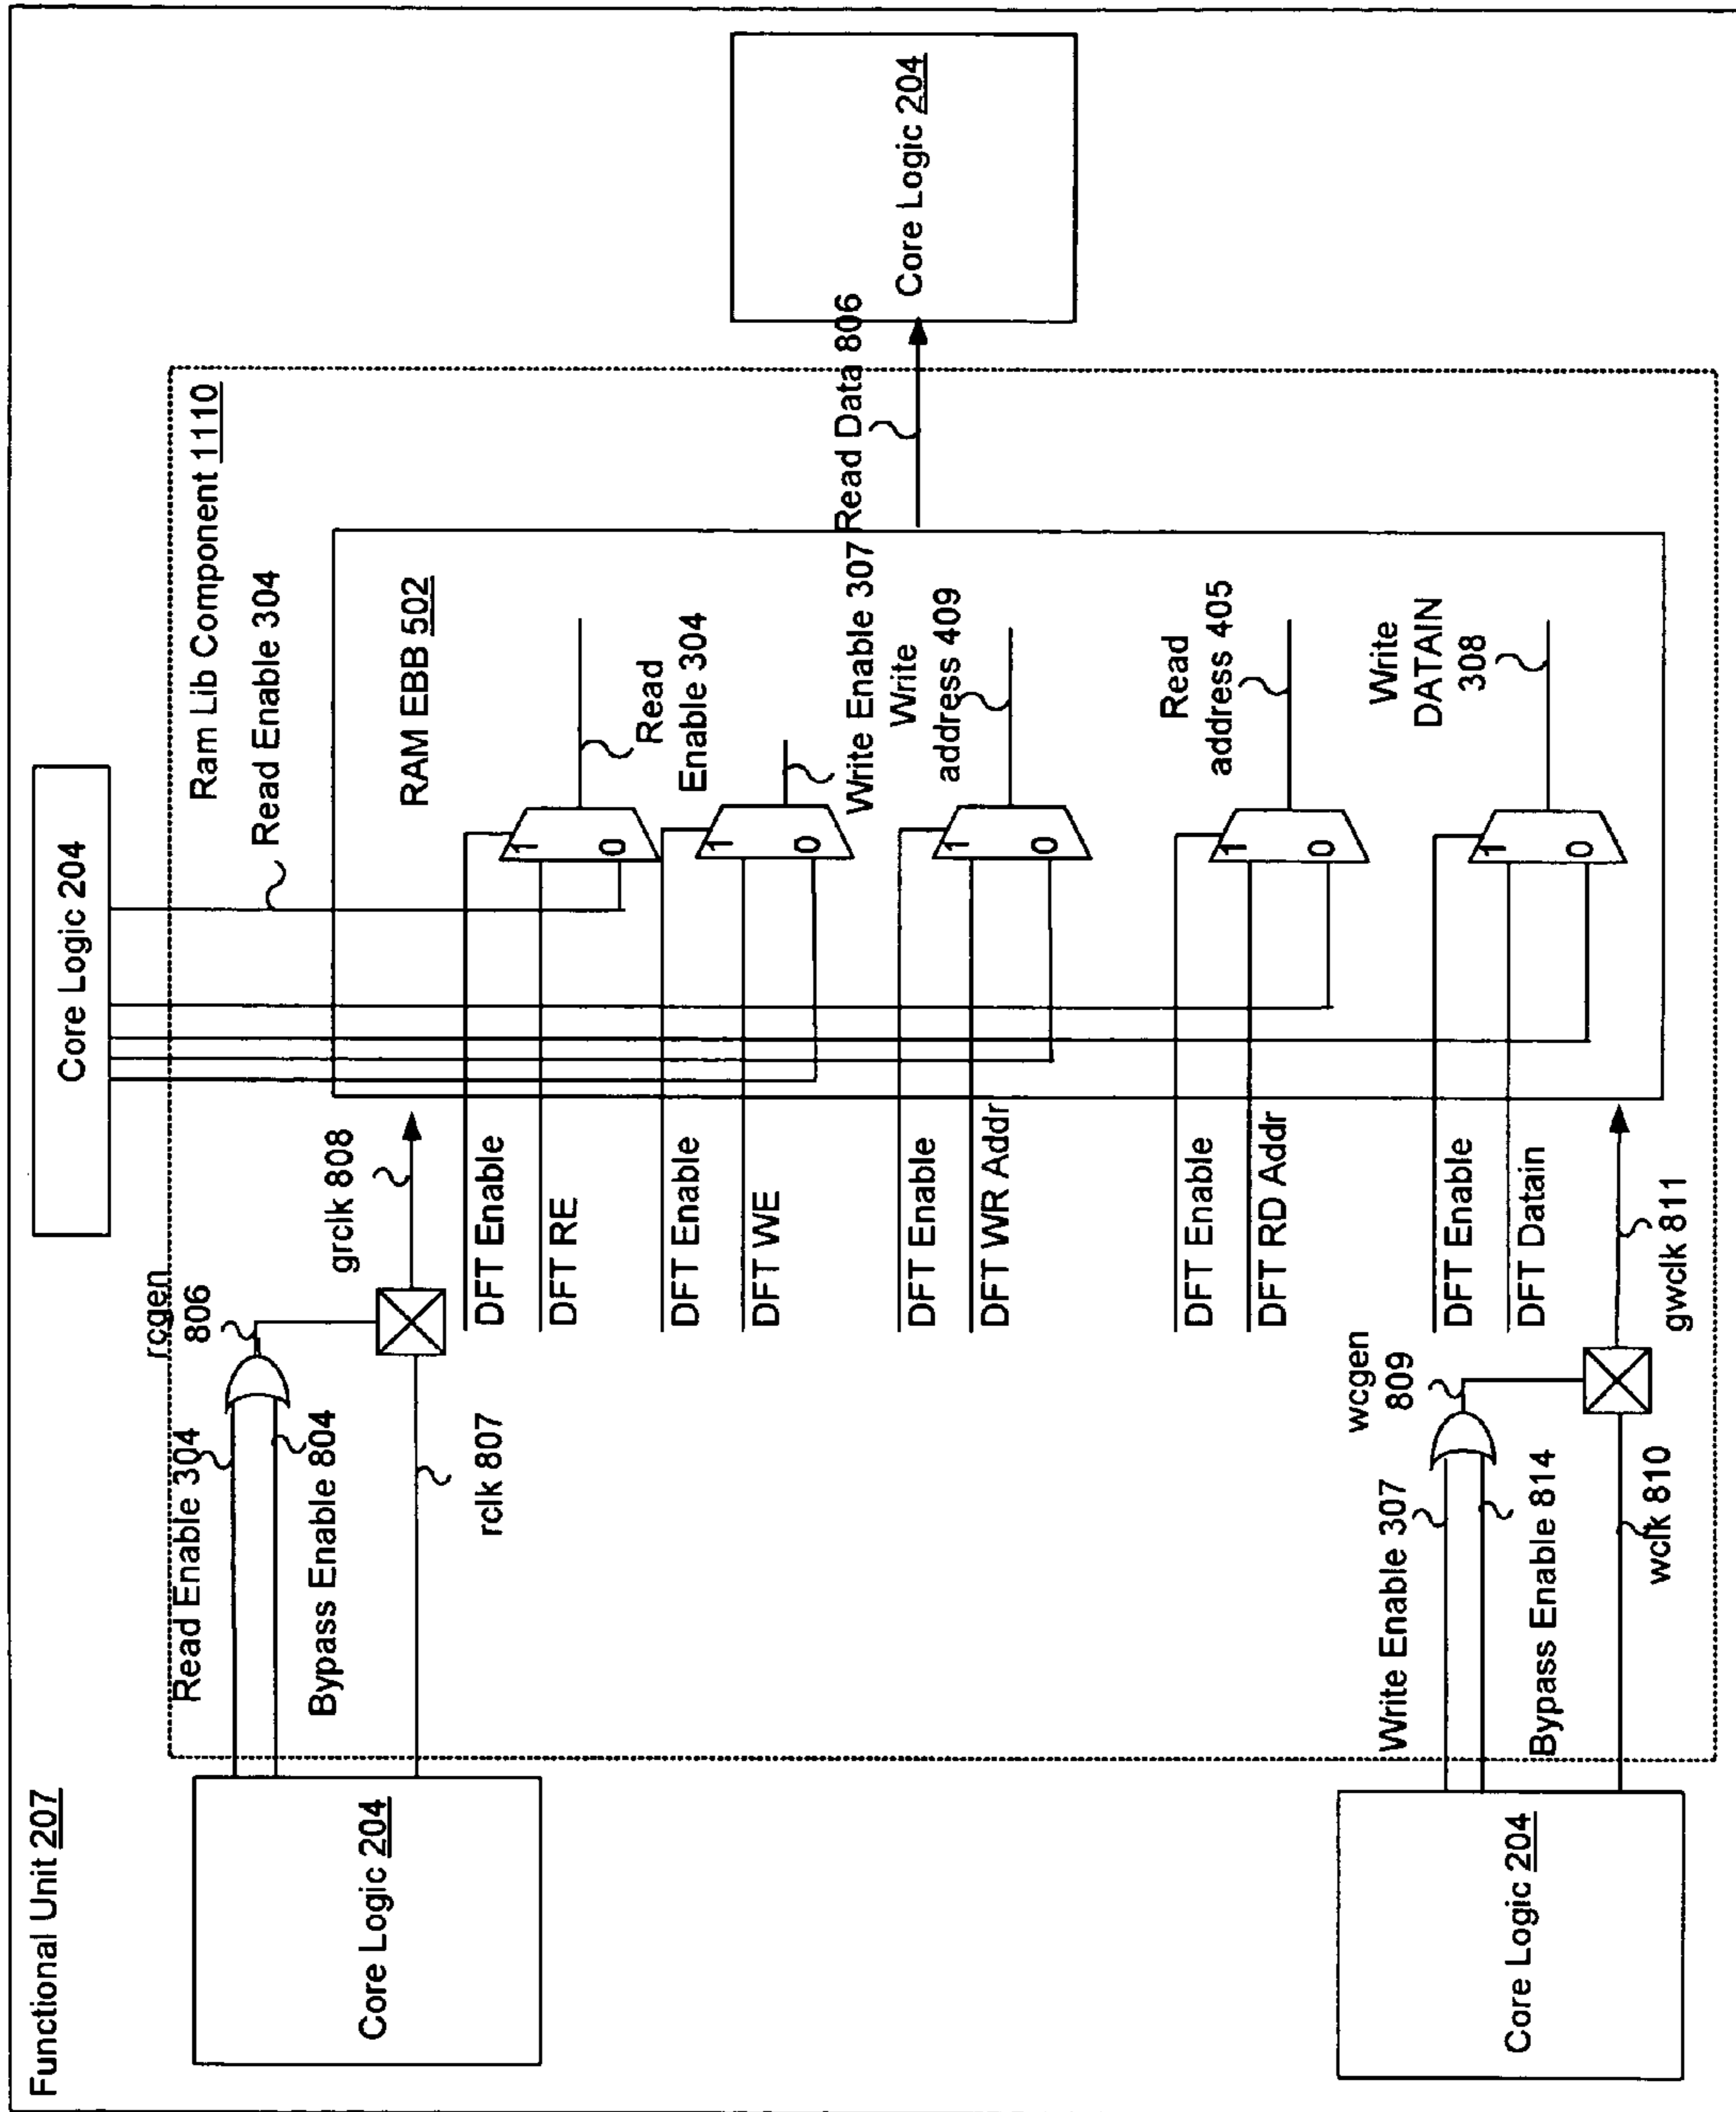 Functional Unit 207
Core Logic 204
Ram Lib Component 1110
Read Enable 304
rcgen
806
Read Enable 304
Bypass Enable 804
grclk 808
rclk 807
Core Logic 204
RAM EBB 502
DFT Enable
1
DFT RE
0
Read
Enable 304
DFT Enable
1
DFT WE
0
Write Enable 307
DFT Enable
1
DFT WR Addr
0
Write
address 409
Read Data 806
Core Logic 204
DFT Enable
1
DFT RD Addr
0
Read
address 405
DFT Enable
1
DFT Datain
0
Write
DATAIN
308
wcgen
809
Write Enable 307
Bypass Enable 814
gwclk 811
wclk 810
Core Logic 204